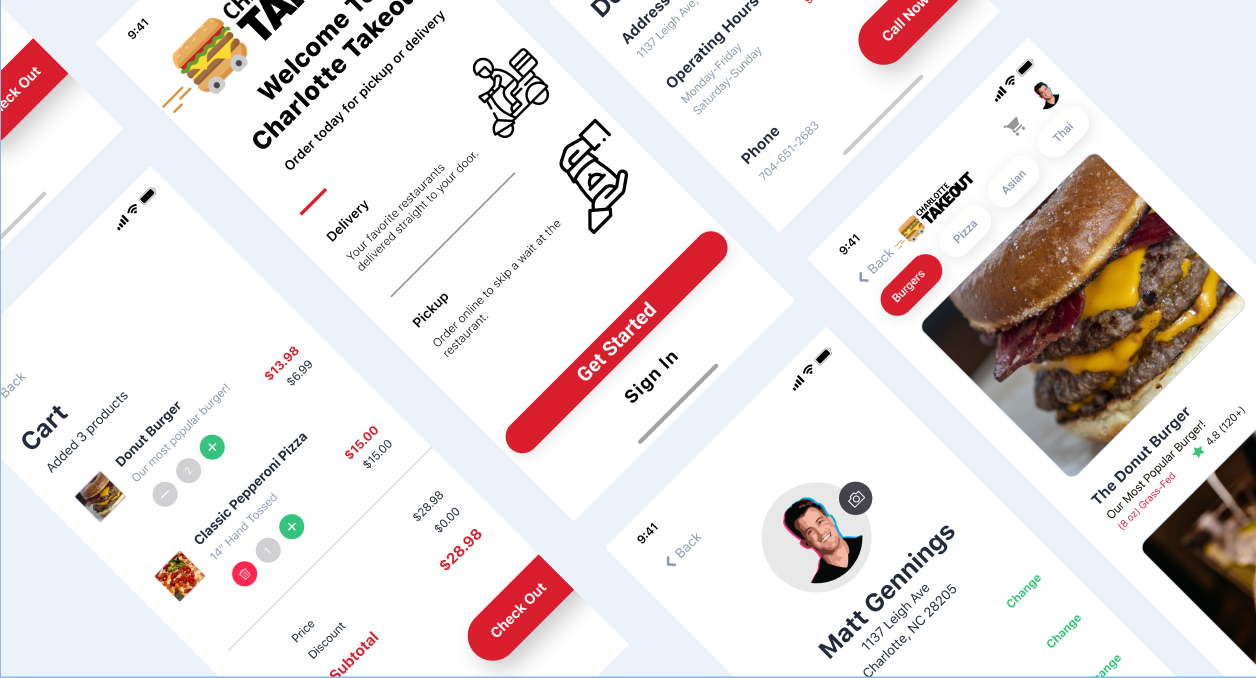 Check Out
Back
Cart
Added 3 products
Donut Burger
Our most popular burger!
$13.98
$6.99
2
Classic Pepperoni Pizza
14" Hand Tossed
$15.00
$15.00
1
Price
$28.98
Discount
$0.00
Subtotal
$28.98
Check Out
9:41
Welcome To
Charlotte Takeout
Order today for pickup or delivery
Delivery
Your favorite restaurants
delivered straight to your door.
Pickup
Order online to skip a wait at the
restaurant.
Get Started
Sign In
Address
1137 Leigh Ave,
Operating Hours
Monday-Friday
Saturday-Sunday
Phone
704-651-2683
Call Now
9:41
Back
Matt Gennings
1137 Leigh Ave
Charlotte, NC 28205
Change
Change
Change
9:41
Back
CHARLOTTE
TAKEOUT
Burgers
Pizza
Asian
Thai
The Donut Burger
Our Most Popular Burger!
(8 oz) Grass-Fed
4.8 (120+)